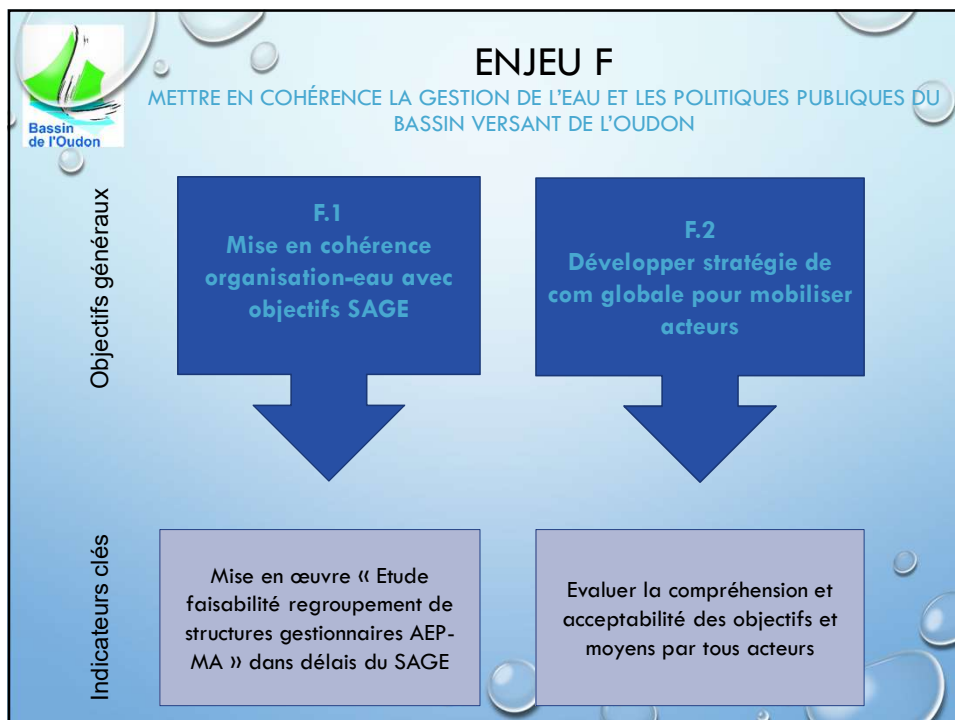 Bassin
de l'Oudon
ENJEU F
METTRE EN COHÉRENCE LA GESTION DE L'EAU ET LES POLITIQUES PUBLIQUES DU
BASSIN VERSANT DE L'OUDON
Objectifs généraux
F.1
Mise en cohérence
organisation-eau avec
objectifs SAGE
F.2
Développer stratégie de
com globale pour mobiliser
acteurs
Indicateurs clés
Mise en œuvre « Etude
faisabilité regroupement de
structures gestionnaires AEP-
MA » dans délais du SAGE
Evaluer la compréhension et
acceptabilité des objectifs et
moyens par tous acteurs